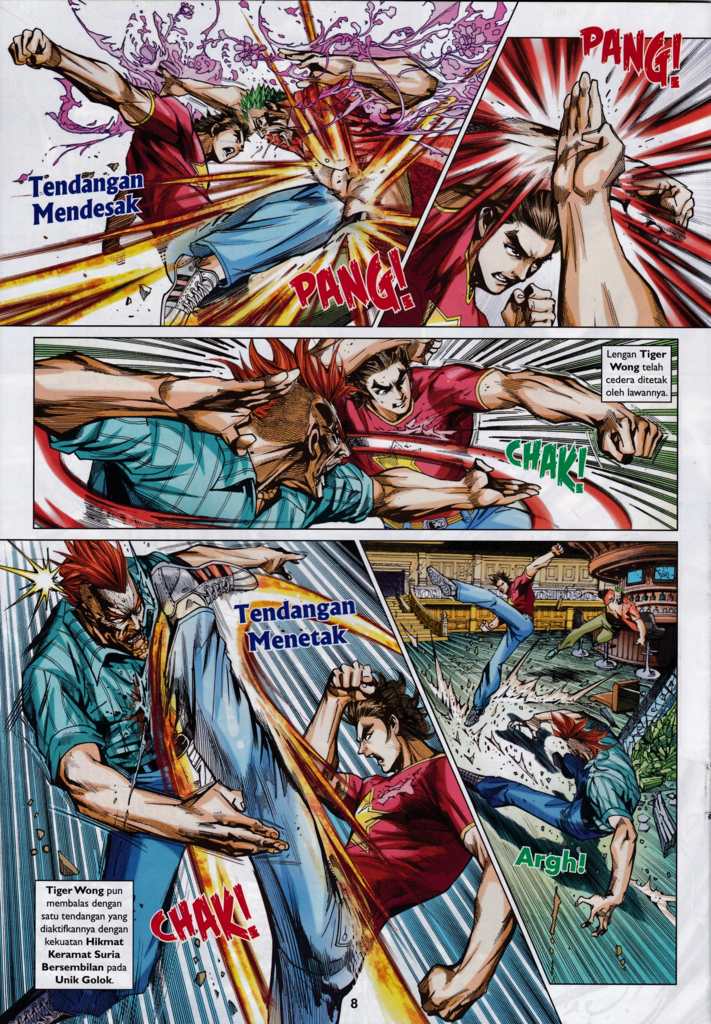 Tendangan
Mendesak
PANG!
PANG!
Lengan Tiger
Wong telah
cedera ditetak
oleh lawannya.
CHAK!
Tendangan
Menetak
Tiger Wong pun
membalas dengan
satu tendangan yang
diaktifkannya dengan
kekuatan Hikmat
Keramat Suria
Bersembilan pada
Unik Golok.
CHAK!
Argh!
8